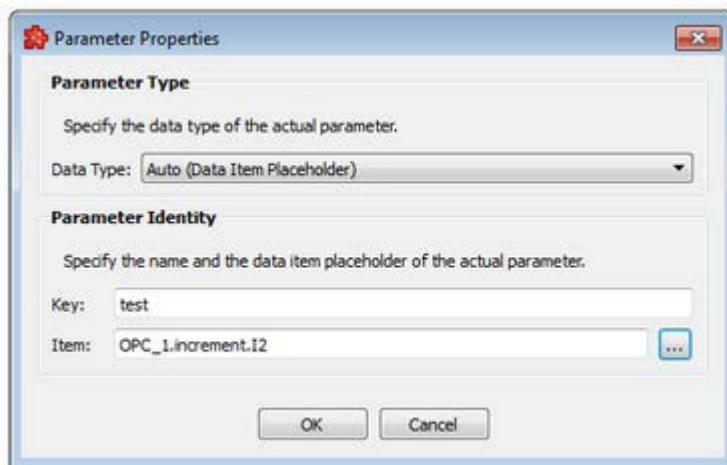 Parameter Properties
Parameter Type
Specify the data type of the actual parameter.
Data Type: Auto (Data Item Placeholder)
Parameter Identity
Specify the name and the data item placeholder of the actual parameter.
Key: test
Item: OPC_1.increment.I2 ...
OK Cancel